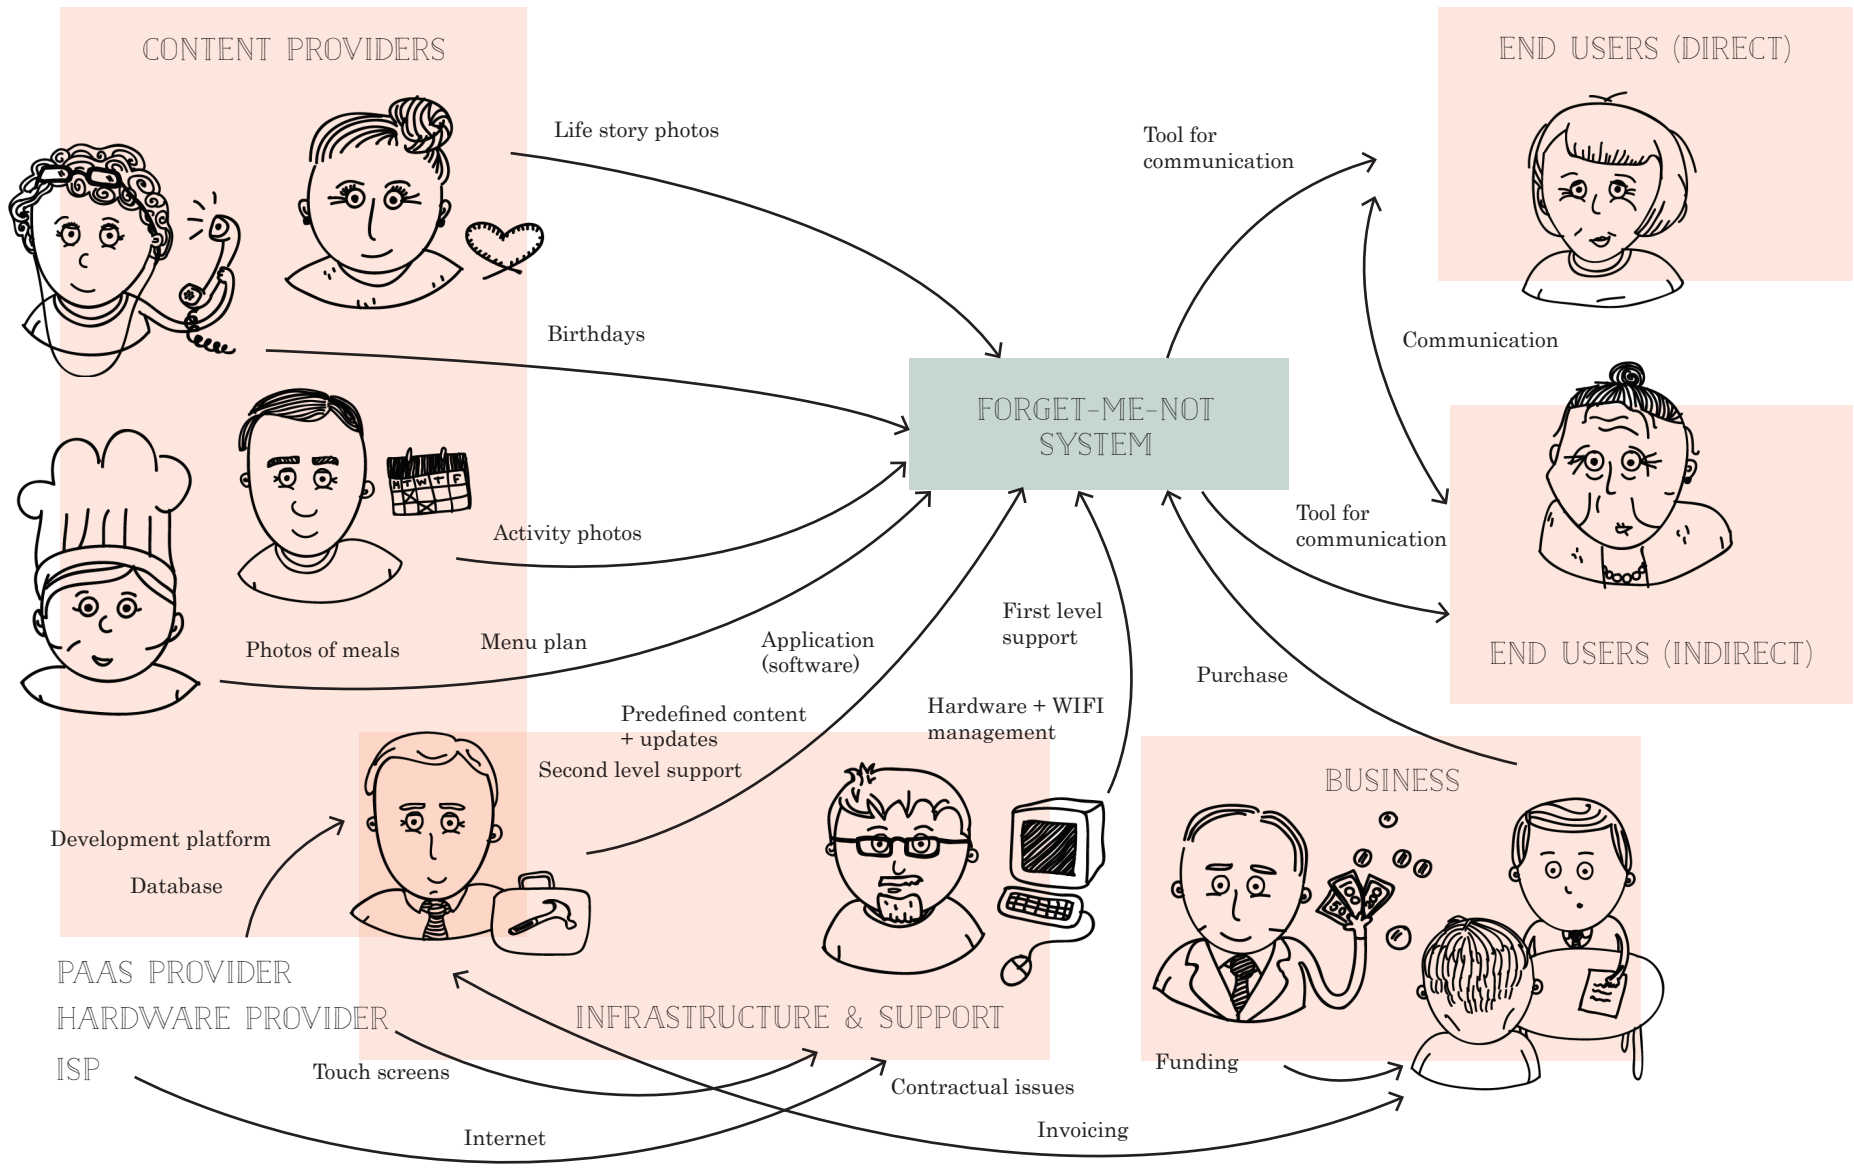 CONTENT PROVIDERS
END USERS (DIRECT)
Life story photos
Tool for
communication
Birthdays
Communication
FORGET-ME-NOT
SYSTEM
M T W T F
Activity photos
Tool for
communication
First level
support
Application
(software)
Menu plan
Photos of meals
END USERS (INDIRECT)
Purchase
Predefined content
+ updates
Second level support
Hardware + WIFI
management
BUSINESS
Development platform
Database
50
PAAS PROVIDER
HARDWARE PROVIDER
INFRASTRUCTURE & SUPPORT
ISP
Touch screens
Funding
Contractual issues
Invoicing
Internet